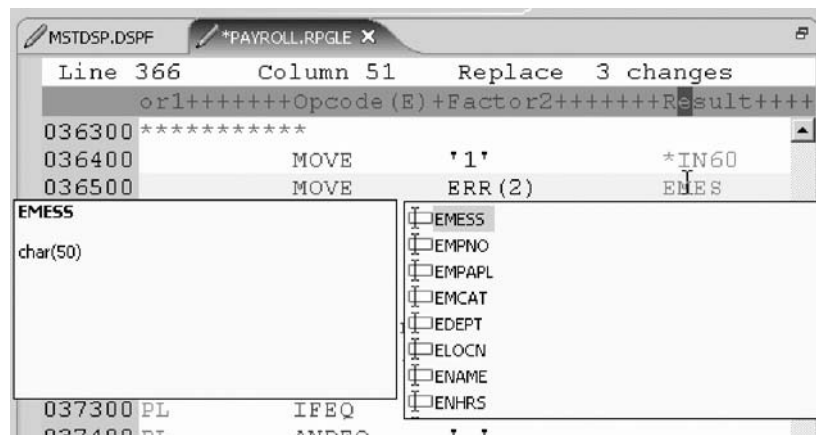 MSTDSP.DSPF *PAYROLL.RPGLE
Line 366 Column 51 Replace 3 changes
or1+++++++Opcode(E)+Factor2+++++++Result++++
036300 ***********
036400 MOVE '1' *IN60
036500 MOVE ERR(2) EMES
EMESS
char(50)
EMESS
EMPNO
EMPAPL
EMCAT
EDEPT
ELOCN
ENAME
ENHRS
037300 PL IFEQ